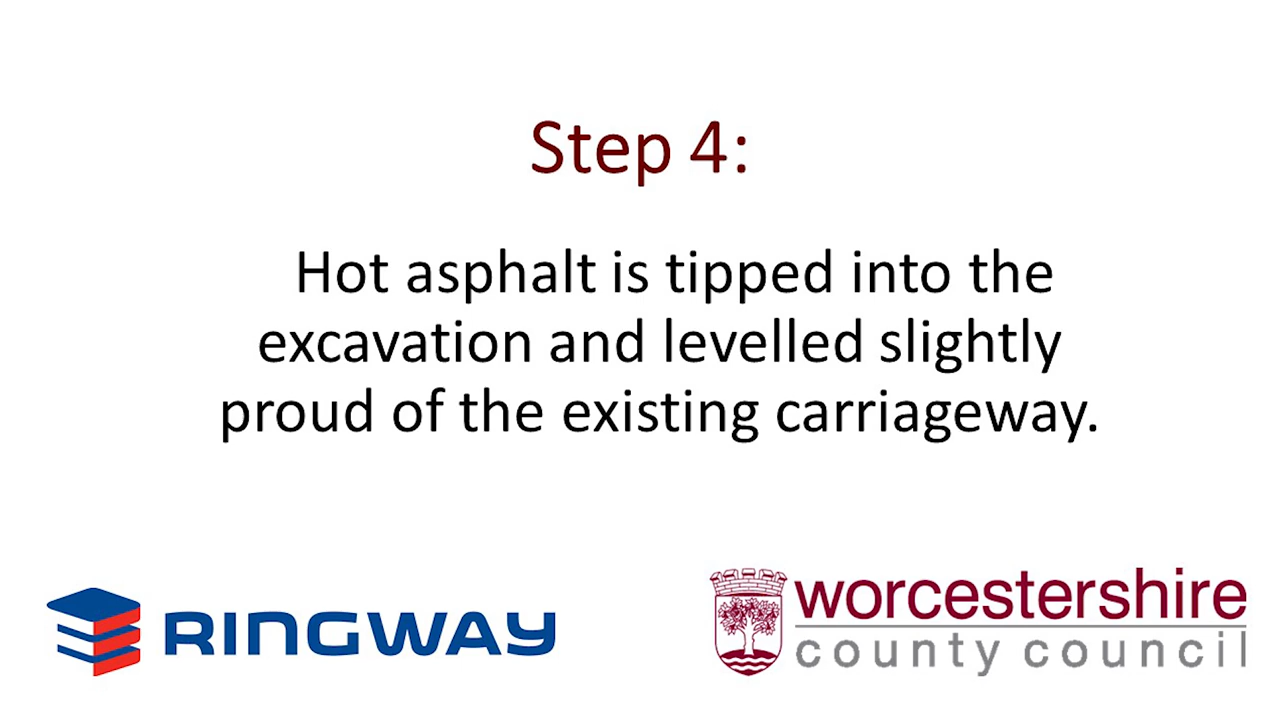 Step 4:
Hot asphalt is tipped into the
excavation and levelled slightly
proud of the existing carriageway.
RINGWAY
worcestershire
county council